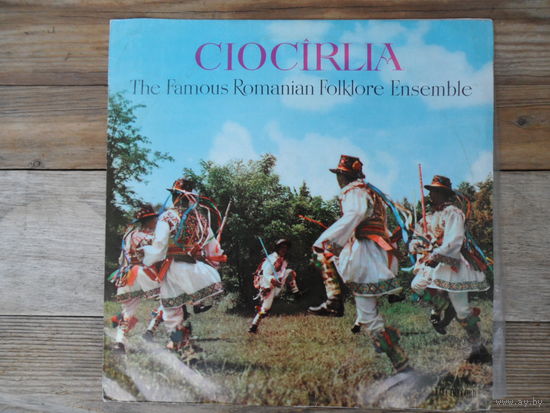 CIOCÎRLIA
The Famous Romanian Folklore Ensemble
www.ay.by